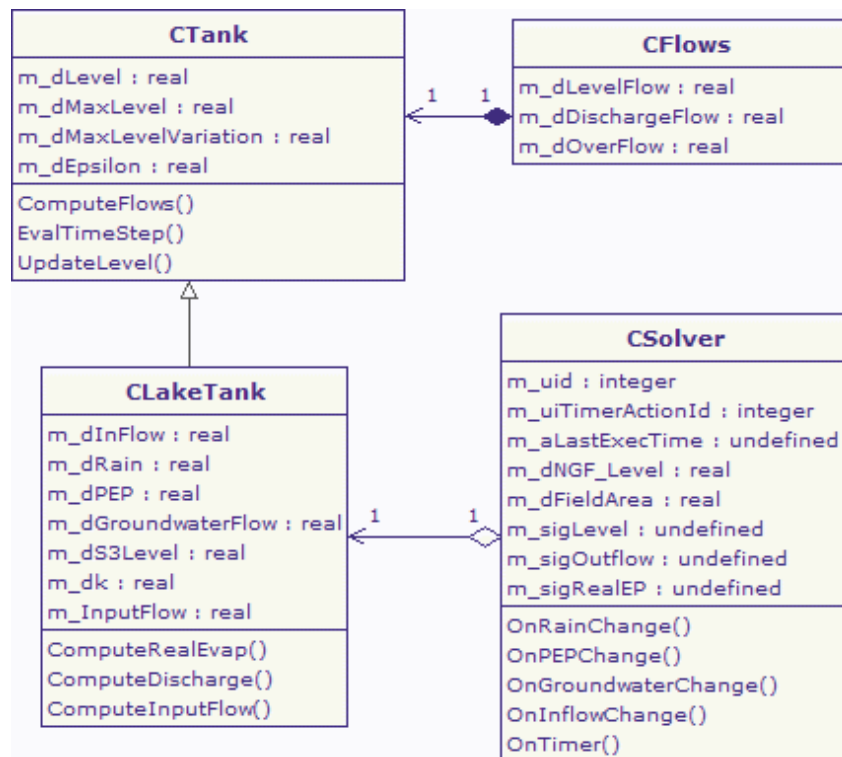 CTank
m_dLevel : real
m_dMaxLevel : real
m_dMaxLevelVariation : real
m_dEpsilon : real
ComputeFlows()
EvalTimeStep()
UpdateLevel()
1 1
CFlows
m_dLevelFlow : real
m_dDischargeFlow : real
m_dOverFlow : real
CLakeTank
m_dInFlow : real
m_dRain : real
m_dPEP : real
m_dGroundwaterFlow : real
m_dS3Level : real
m_dk : real
m_InputFlow : real
ComputeRealEvap()
ComputeDischarge()
ComputeInputFlow()
1 1
CSolver
m_uid : integer
m_uiTimerActionId : integer
m_aLastExecTime : undefined
m_dNGF_Level : real
m_dFieldArea : real
m_sigLevel : undefined
m_sigOutflow : undefined
m_sigRealEP : undefined
OnRainChange()
OnPEPChange()
OnGroundwaterChange()
OnInflowChange()
OnTimer()